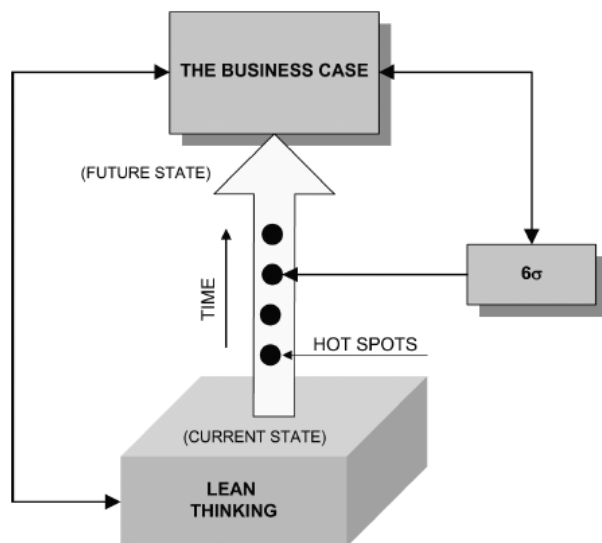 THE BUSINESS CASE
(FUTURE STATE)
TIME
6σ
HOT SPOTS
(CURRENT STATE)
LEAN
THINKING